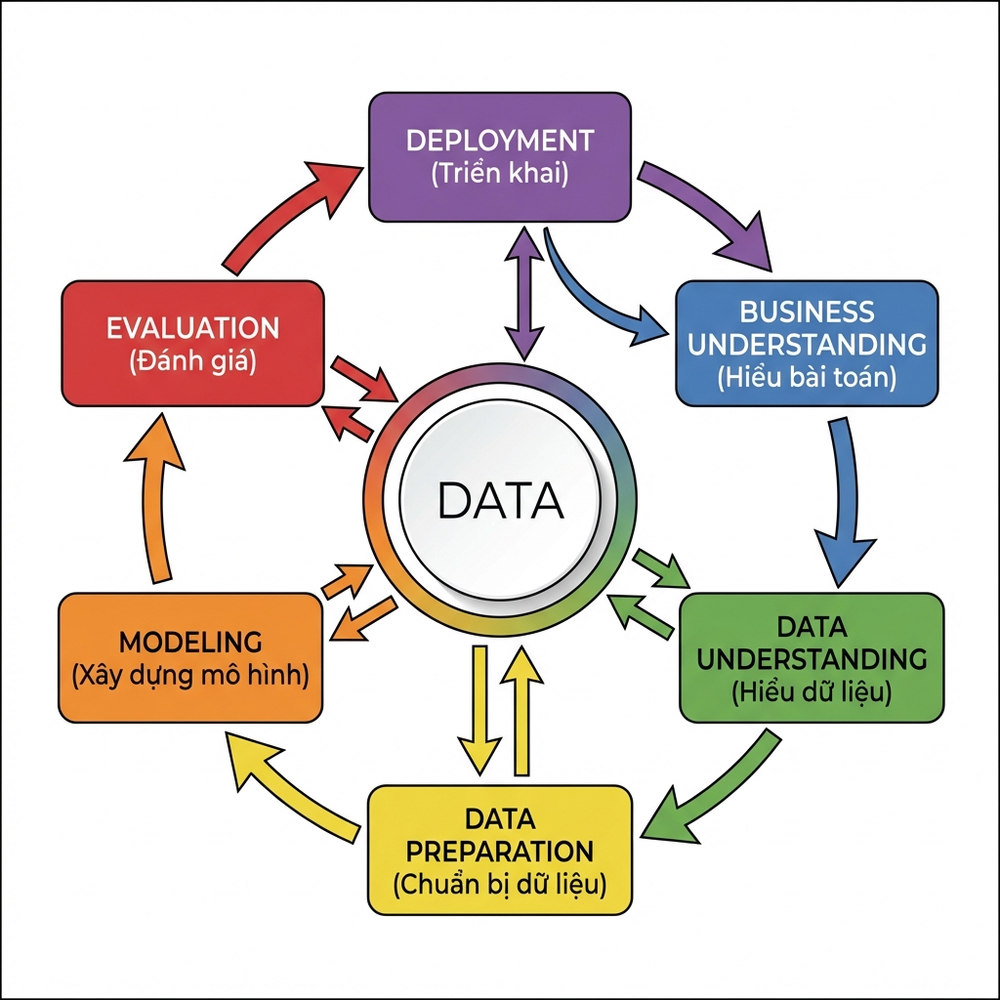 DEPLOYMENT
(Triển khai)
EVALUATION
(Đánh giá)
BUSINESS
UNDERSTANDING
(Hiểu bài toán)
DATA
MODELING
(Xây dựng mô hình)
DATA
UNDERSTANDING
(Hiểu dữ liệu)
DATA
PREPARATION
(Chuẩn bị dữ liệu)